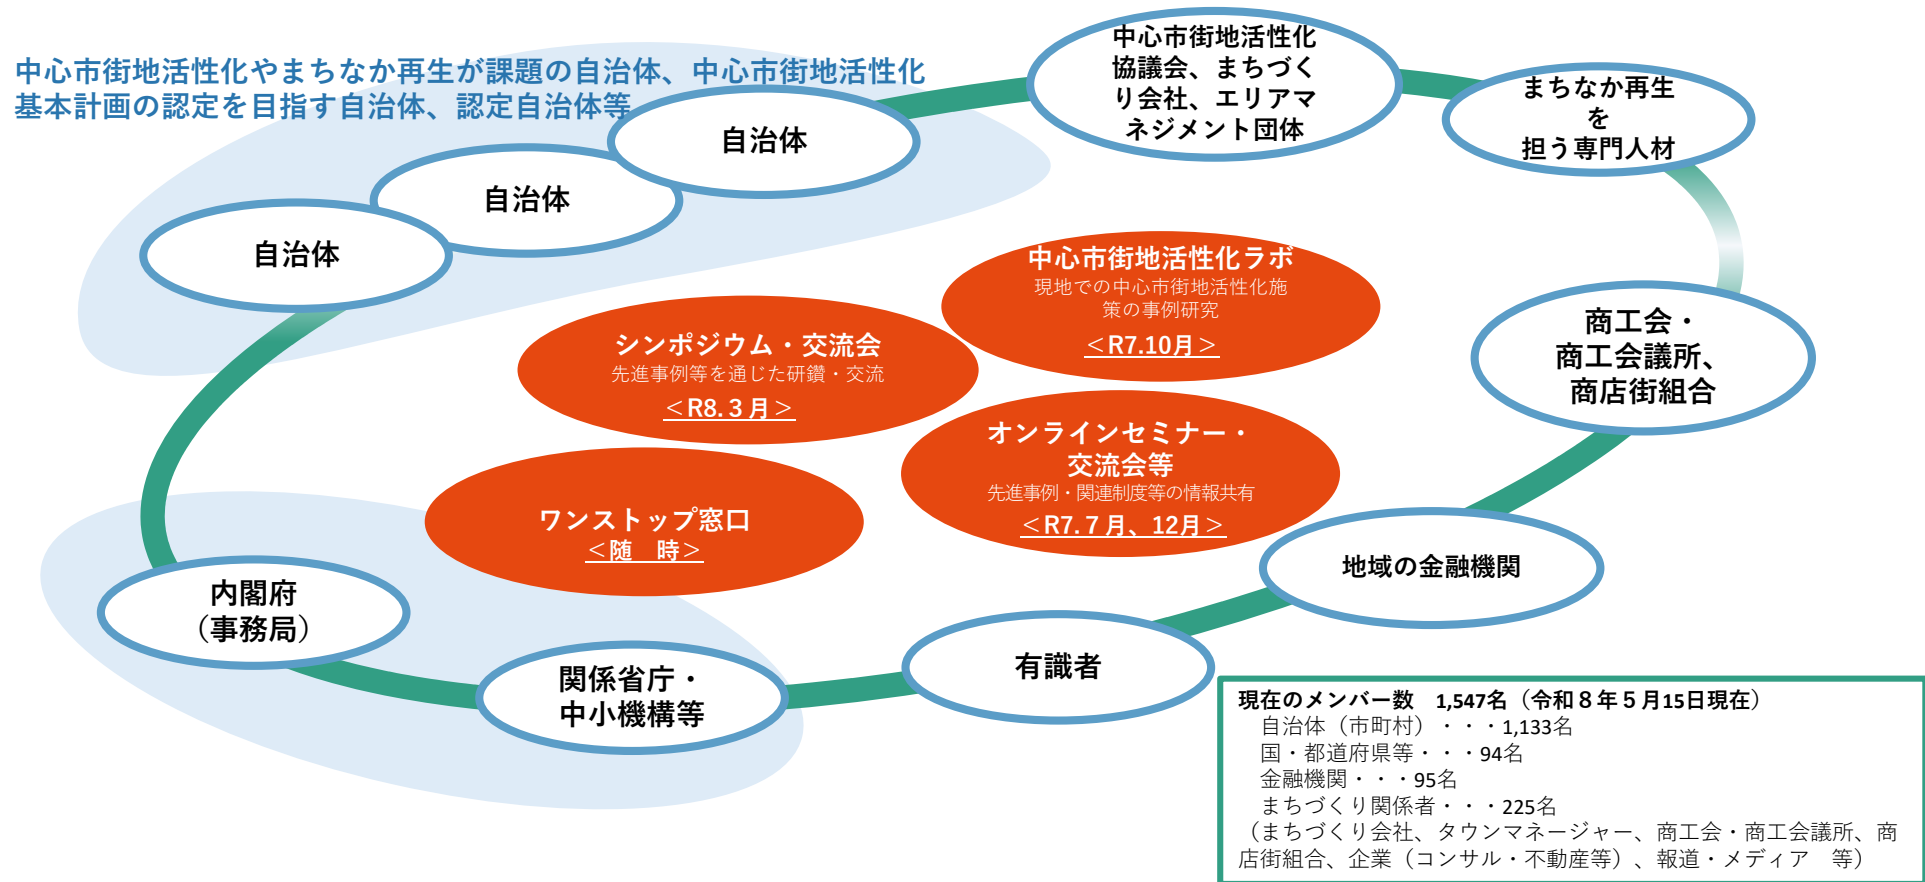 中心市街地活性化やまちなか再生が課題の自治体、中心市街地活性化
基本計画の認定を目指す自治体、認定自治体等
自治体
自治体
自治体
中心市街地活性化
協議会、まちづく
り会社、エリアマ
ネジメント団体
まちなか再生
を
担う専門人材
商工会・
商工会議所、
商店街組合
地域の金融機関
有識者
関係省庁・
中小機構等
内閣府
（事務局）
中心市街地活性化ラボ
現地での中心市街地活性化施
策の事例研究
＜R7.10月＞
シンポジウム・交流会
先進事例等を通じた研鑽・交流
＜R8.３月＞
オンラインセミナー・
交流会等
先進事例・関連制度等の情報共有
＜R7.７月、12月＞
ワンストップ窓口
＜随　時＞
現在のメンバー数　1,547名（令和８年５月15日現在）
自治体（市町村）・・・1,133名
国・都道府県等・・・94名
金融機関・・・95名
まちづくり関係者・・・225名
（まちづくり会社、タウンマネージャー、商工会・商工会議所、商
店街組合、企業（コンサル・不動産等）、報道・メディア　等）